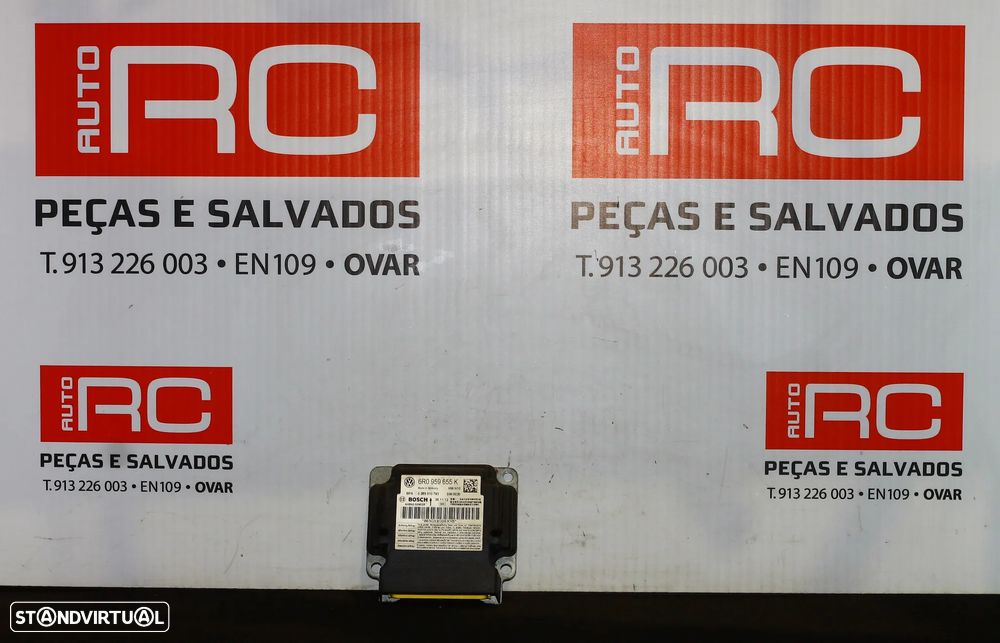 AUTO RC
PEÇAS E SALVADOS
T. 913 226 003 • EN109 • OVAR
AUTO RC
PEÇAS E SALVADOS
T. 913 226 003 • EN109 • OVAR
AUTO RC
PEÇAS E SALVADOS
T. 913 226 003 • EN109 • OVAR
AUTO RC
PEÇAS E SALVADOS
T. 913 226 003 • EN109 • OVAR
6R0 959 655 K
BOSCH
STANDVIRTUAL